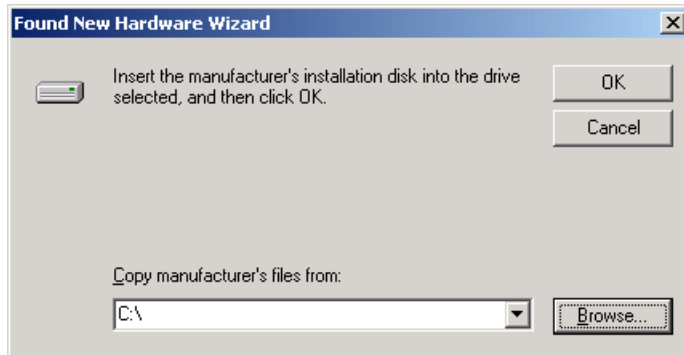 Found New Hardware Wizard
Insert the manufacturer's installation disk into the drive
selected, and then click OK.
OK
Cancel
Copy manufacturer's files from:
C:\
Browse...